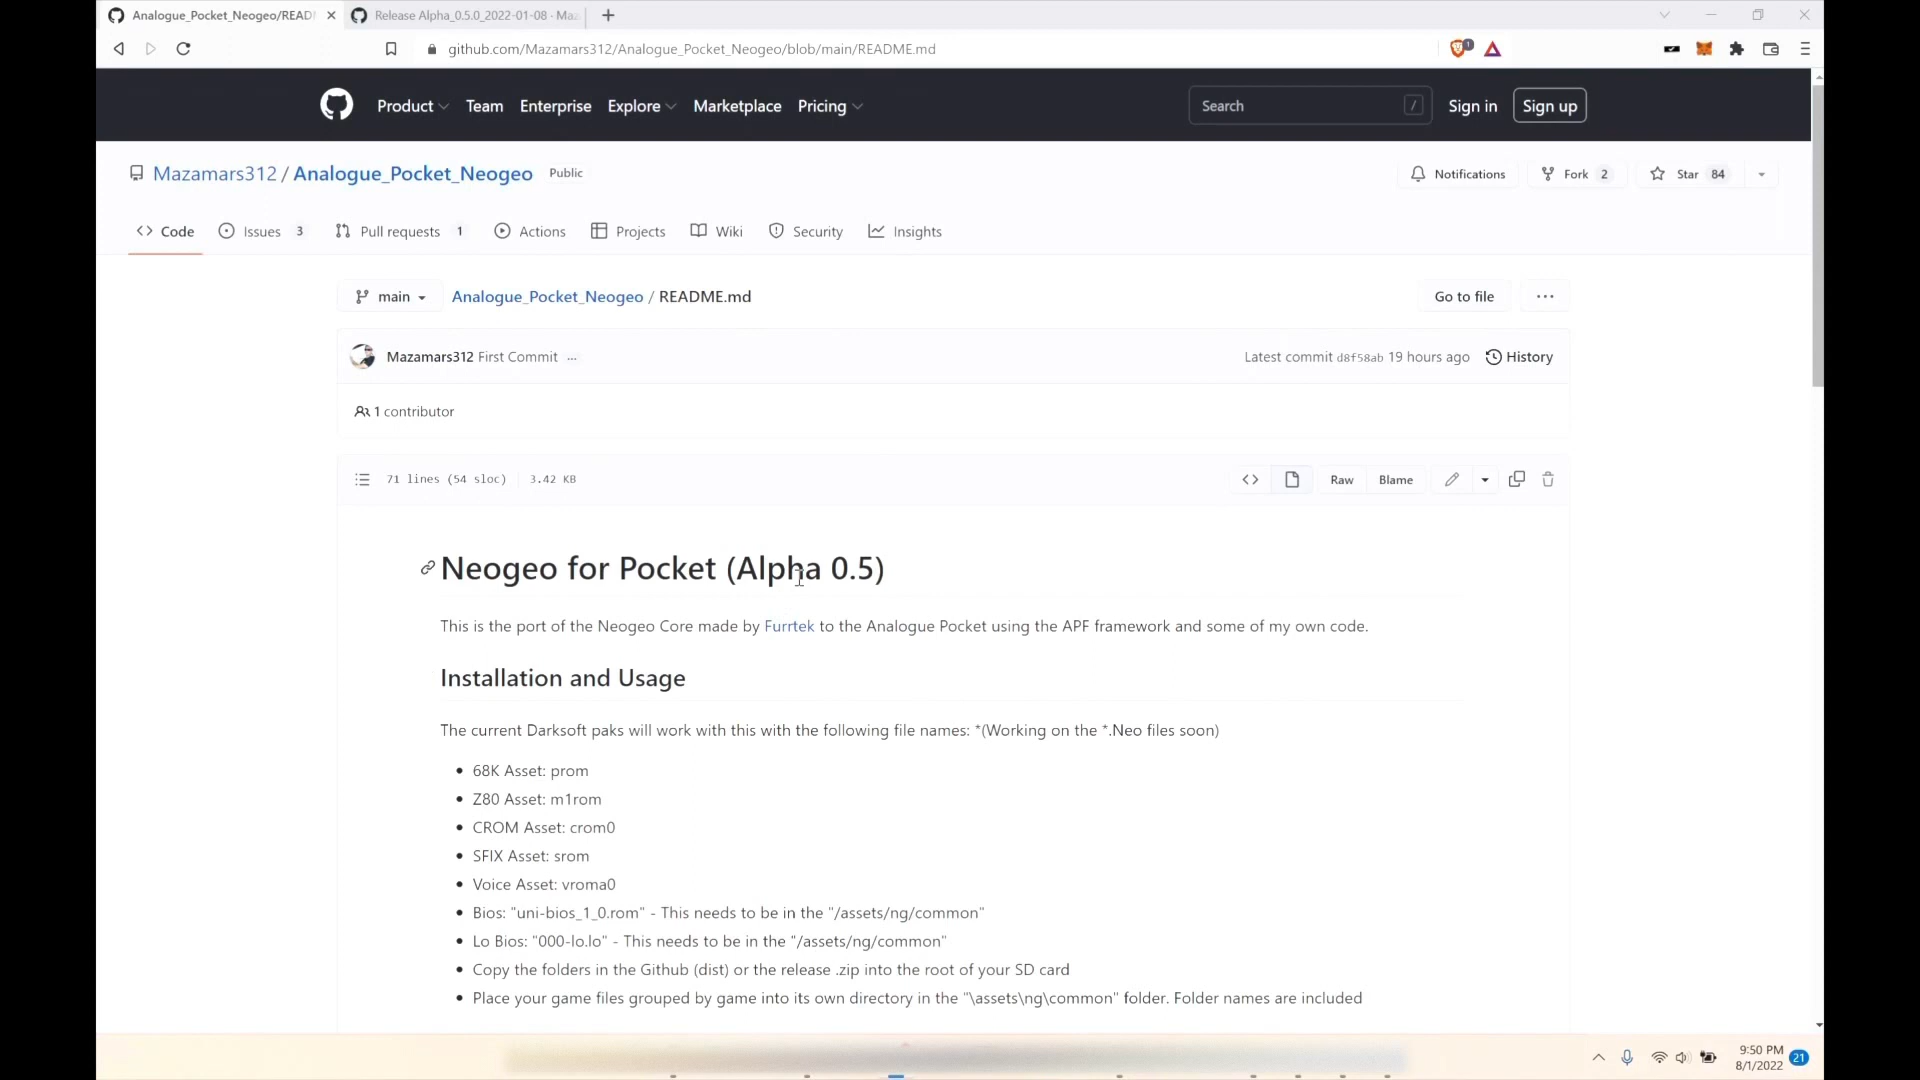 Analogue_Pocket_Neogeo/READ
Release Alpha_0.5.0_2022-01-08 · Maz
github.com/Mazamars312/Analogue_Pocket_Neogeo/blob/main/README.md
1
Product Team Enterprise Explore Marketplace Pricing
Search /
Sign in
Sign up
Mazamars312 / Analogue_Pocket_Neogeo Public
Notifications Fork 2 Star 84
Code Issues 3 Pull requests 1 Actions Projects Wiki Security Insights
main Analogue_Pocket_Neogeo / README.md
Go to file ...
Mazamars312 First Commit ...
Latest commit d8f58ab 19 hours ago History
1 contributor
71 lines (54 sloc) 3.42 KB
<> Raw Blame
Neogeo for Pocket (Alpha 0.5)
This is the port of the Neogeo Core made by Furrtek to the Analogue Pocket using the APF framework and some of my own code.
Installation and Usage
The current Darksoft paks will work with this with the following file names: *(Working on the *.Neo files soon)
• 68K Asset: prom
• Z80 Asset: m1rom
• CROM Asset: crom0
• SFIX Asset: srom
• Voice Asset: vroma0
• Bios: "uni-bios_1_0.rom" - This needs to be in the "/assets/ng/common"
• Lo Bios: "000-lo.lo" - This needs to be in the "/assets/ng/common"
• Copy the folders in the Github (dist) or the release .zip into the root of your SD card
• Place your game files grouped by game into its own directory in the "\assets\ng\common" folder. Folder names are included
9:50 PM
8/1/2022
21